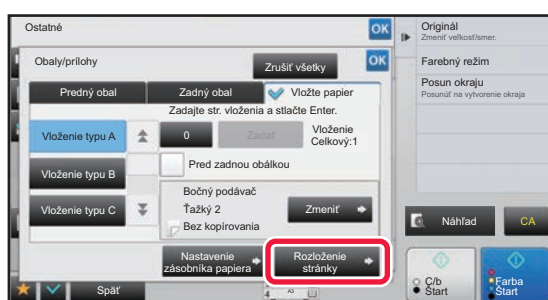 Ostatné
OK
Originál
Zmeniť veľkosť/smer.
Obaly/prílohy
Zrušiť všetky
OK
Farebný režim
Predný obal
Zadný obal
Vložte papier
Posun okraju
Posunúť na vytvorenie okraja
Zadajte str. vloženia a stlačte Enter.
Vloženie typu A
0
Zadať
Vloženie
Celkový:1
Pred zadnou obálkou
Vloženie typu B
Bočný podávač
Ťažký 2
Bez kopírovania
Zmeniť
Vloženie typu C
Náhľad
CA
Nastavenie
zásobníka papiera
Rozloženie
stránky
Späť
4
A3
Č/b
Štart
Farba
Štart